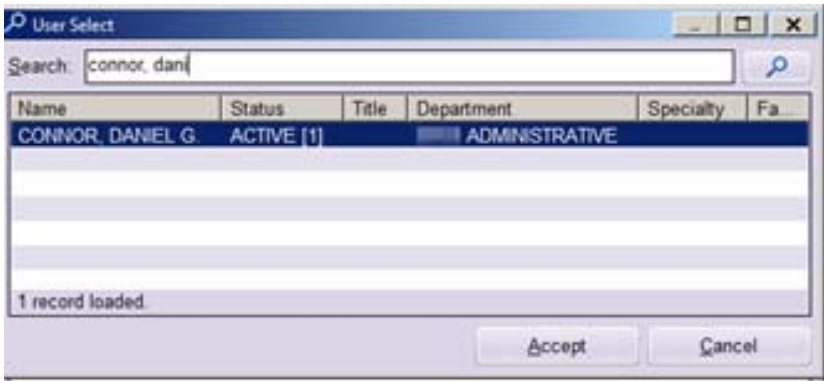 User Select
Search: connor, dani
Name Status Title Department Specialty Fa...
CONNOR, DANIEL G. ACTIVE [1] ADMINISTRATIVE
1 record loaded.
Accept Cancel